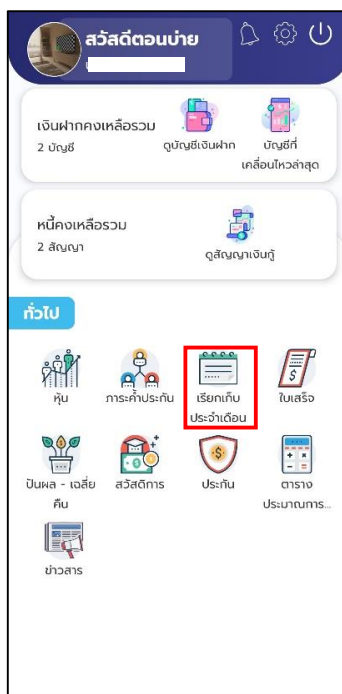 สวัสดีตอนบ่าย
เงินฝากคงเหลือรวม
2 บัญชี
ดูบัญชีเงินฝาก
บัญชีที่
เคลื่อนไหวล่าสุด
หนี้คงเหลือรวม
2 สัญญา
ดูสัญญาเงินกู้
ทั่วไป
หุ้น
ภาระค้ำประกัน
เรียกเก็บ
ประจำเดือน
ใบเสร็จ
ปันผล - เฉลี่ย
คืน
สวัสดิการ
ประกัน
ตาราง
ประมาณการ...
ข่าวสาร